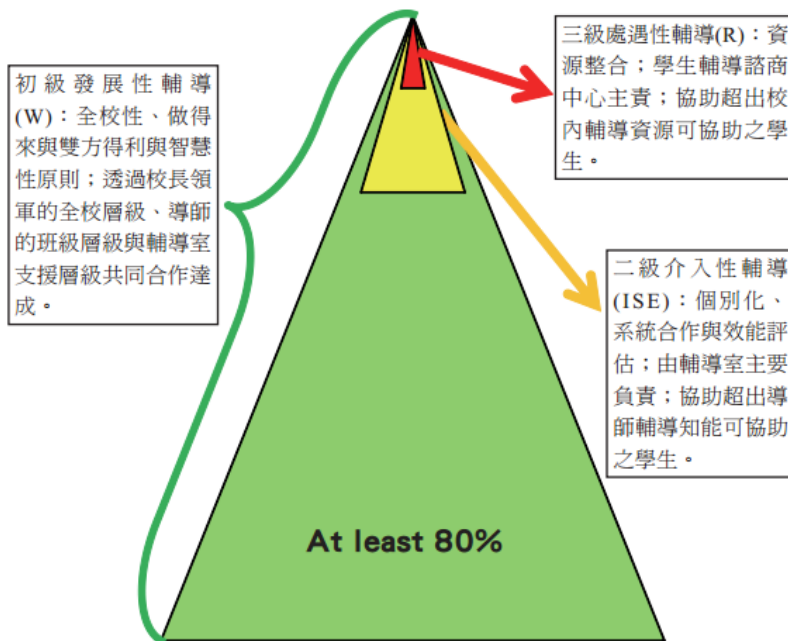 初級發展性輔導
(W)：全校性、做得
來與雙方得利與智慧
性原則；透過校長領
軍的全校層級、導師
的班級層級與輔導室
支援層級共同合作達
成。
三級處遇性輔導(R)：資
源整合；學生輔導諮商
中心主責；協助超出校
內輔導資源可協助之學
生。
二級介入性輔導
(ISE)：個別化、
系統合作與效能評
估；由輔導室主要
負責；協助超出導
師輔導知能可協助
之學生。
At least 80%